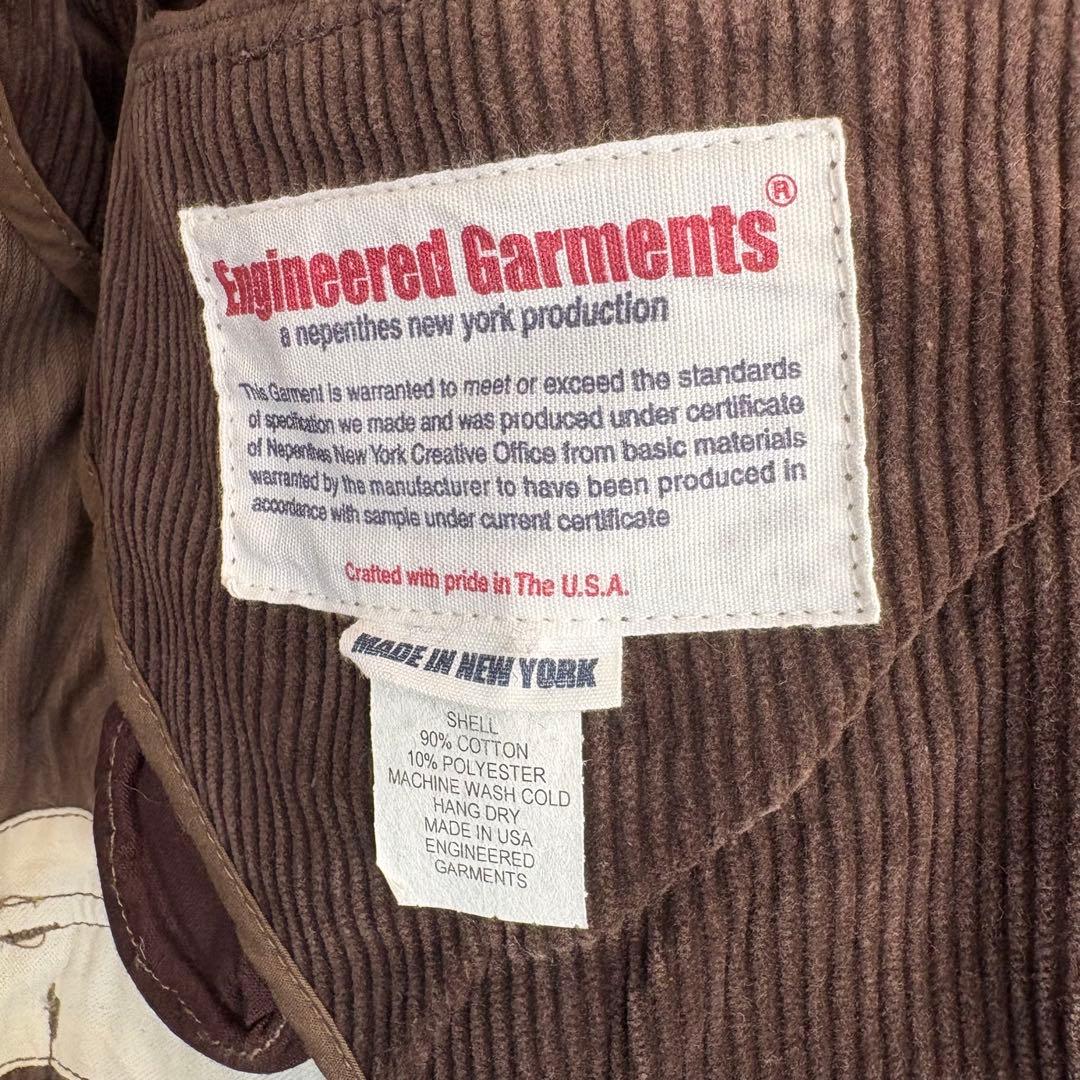 Engineered Garments®
a nepenthes new york production
This Garment is warranted to meet or exceed the standards
of specification we made and was produced under certificate
of Nepenthes New York Creative Office from basic materials
warranted by the manufacturer to have been produced in
accordance with sample under current certificate
Crafted with pride in The U.S.A.
MADE IN NEW YORK
SHELL
90% COTTON
10% POLYESTER
MACHINE WASH COLD
HANG DRY
MADE IN USA
ENGINEERED
GARMENTS